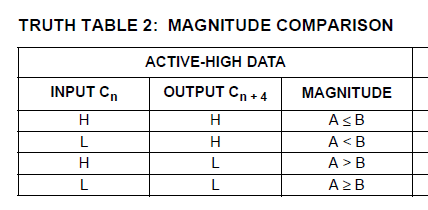 TRUTH TABLE 2: MAGNITUDE COMPARISON
ACTIVE-HIGH DATA
INPUT Cn OUTPUT Cn + 4 MAGNITUDE
H H A ≤ B
L H A < B
H L A > B
L L A ≥ B